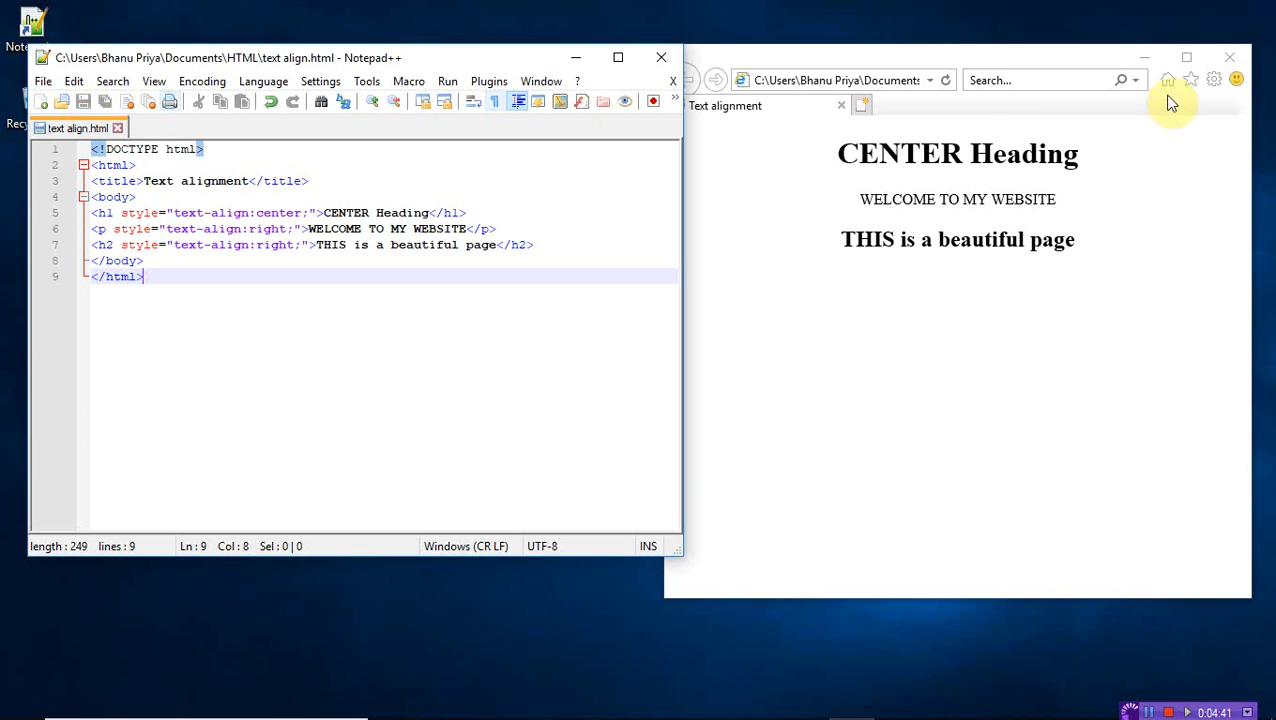 Note
Recy
C:\Users\Bhanu Priya\Documents\HTML\text align.html - Notepad++
File Edit Search View Encoding Language Settings Tools Macro Run Plugins Window ? X
text align.html
1 <!DOCTYPE html>
2 <html>
3 <title>Text alignment</title>
4 <body>
5 <h1 style="text-align:center;">CENTER Heading</h1>
6 <p style="text-align:right;">WELCOME TO MY WEBSITE</p>
7 <h2 style="text-align:right;">THIS is a beautiful page</h2>
8 </body>
9 </html>
length : 249 lines : 9 Ln : 9 Col : 8 Sel : 0 | 0 Windows (CR LF) UTF-8 INS
C:\Users\Bhanu Priya\Documents Search...
Text alignment
CENTER Heading
WELCOME TO MY WEBSITE
THIS is a beautiful page
0:04:41